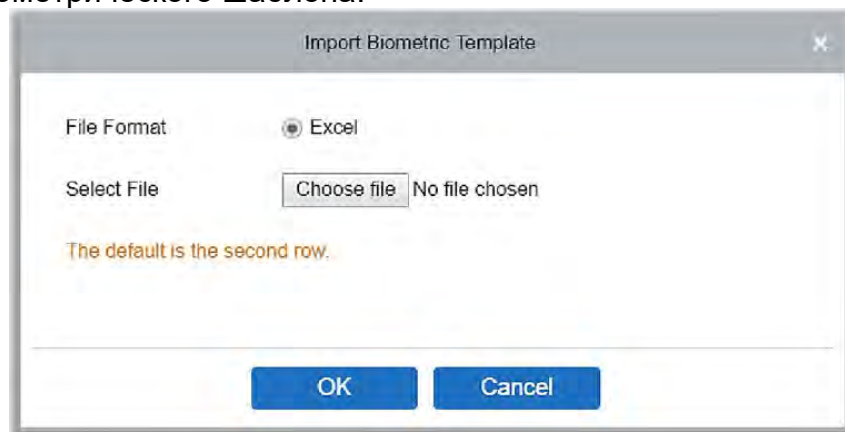 Import Biometric Template
File Format Excel
Select File Choose file No file chosen
The default is the second row.
OK Cancel